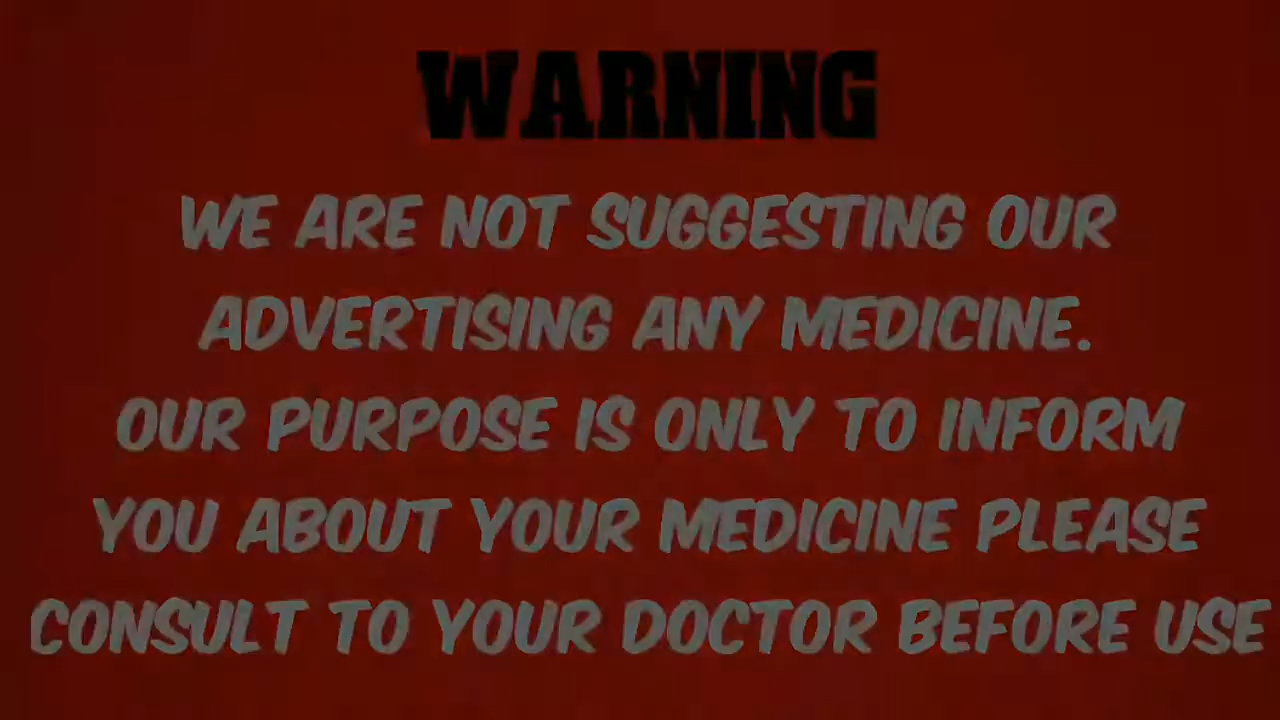 WARNING
WE ARE NOT SUGGESTING OUR
ADVERTISING ANY MEDICINE.
OUR PURPOSE IS ONLY TO INFORM
YOU ABOUT YOUR MEDICINE PLEASE
CONSULT TO YOUR DOCTOR BEFORE USE